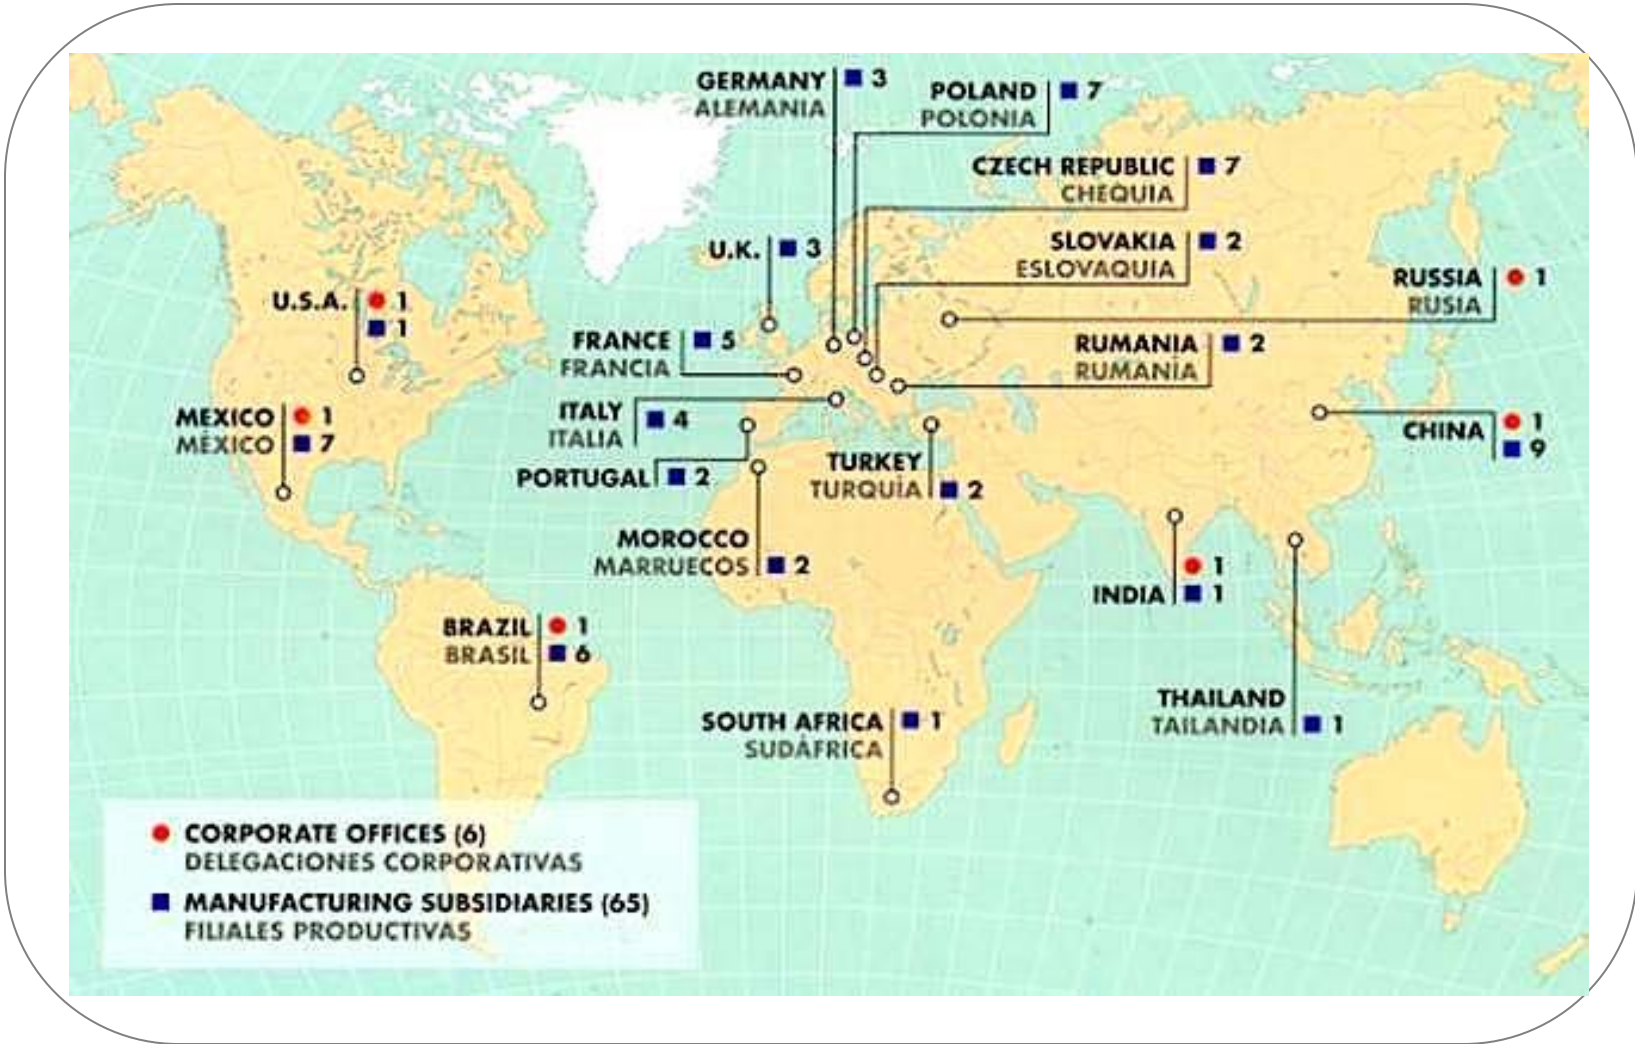 GERMANY 3
ALEMANIA
POLAND 7
POLONIA
CZECH REPUBLIC 7
CHEQUIA
U.K. 3
SLOVAKIA 2
ESLOVAQUIA
RUSSIA 1
RUSIA
U.S.A. 1
1
FRANCE 5
FRANCIA
RUMANIA 2
RUMANÍA
MEXICO 1
MÉXICO 7
ITALY 4
ITALIA
CHINA 1
9
PORTUGAL 2
TURKEY
TURQUÍA 2
MOROCCO
MARRUECOS 2
INDIA 1
1
BRAZIL 1
BRASIL 6
SOUTH AFRICA 1
SUDÁFRICA
THAILAND
TAILANDIA 1
CORPORATE OFFICES (6)
DELEGACIONES CORPORATIVAS
MANUFACTURING SUBSIDIARIES (65)
FILIALES PRODUCTIVAS